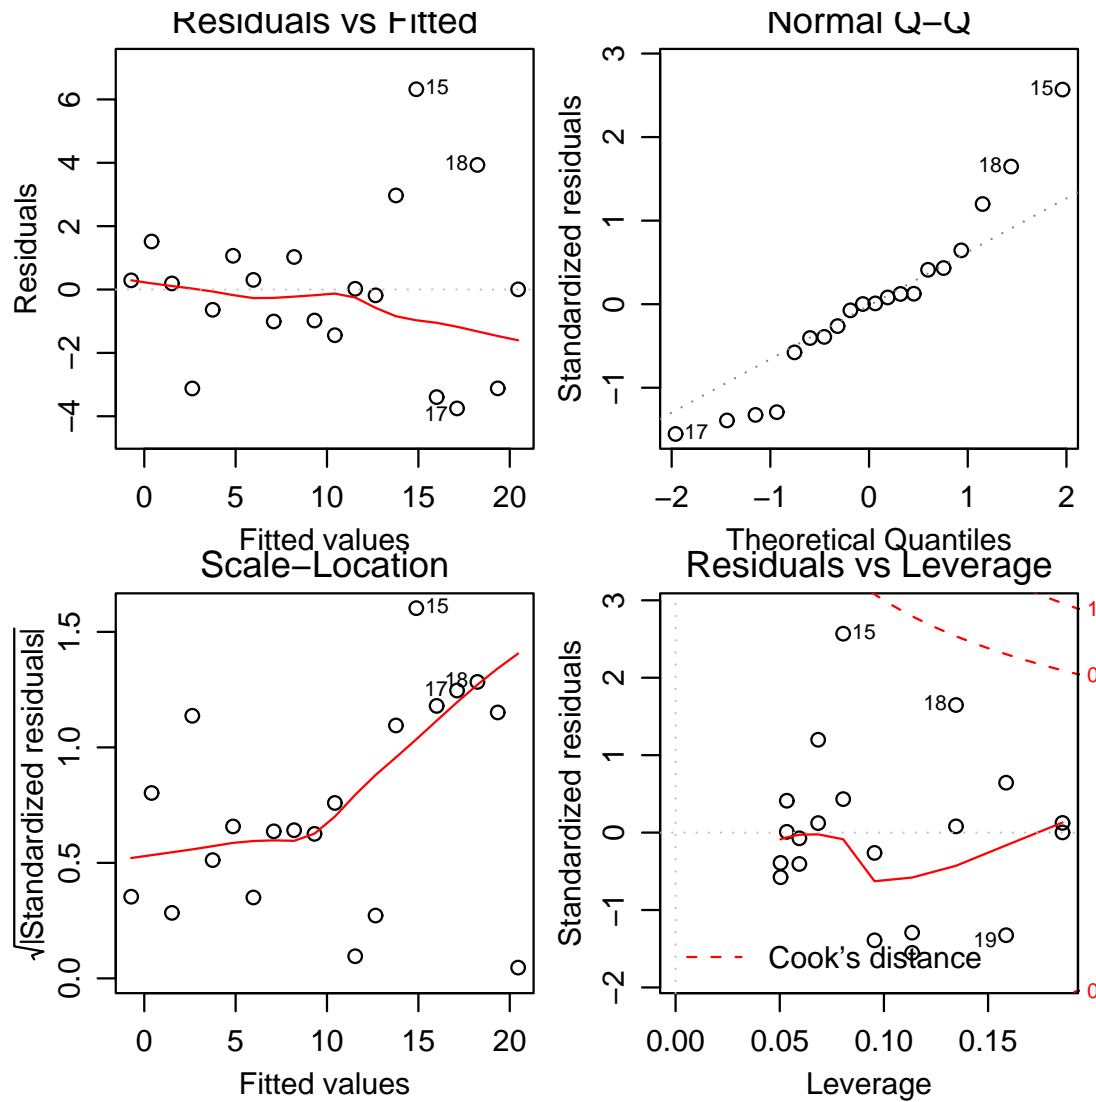 Residuals vs Fitted
Residuals
6
4
2
0
−2
−4
15
18
17
0 5 10 15 20
Fitted values
Normal Q−Q
Standardized residuals
3
2
1
0
−1
15
18
17
−2 −1 0 1 2
Theoretical Quantiles
Scale−Location
√|Standardized residuals|
1.5
1.0
0.5
0.0
15
17 18
0 5 10 15 20
Fitted values
Residuals vs Leverage
Standardized residuals
3
2
1
0
−1
−2
15
18
19
Cook's distance
1
0
0
0.00 0.05 0.10 0.15
Leverage